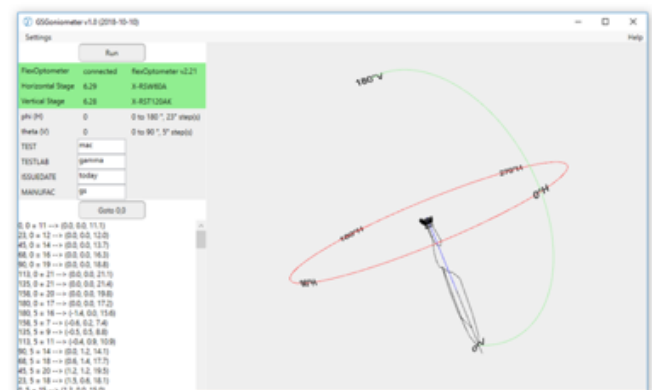 GSGoniometer v1.0 (2018-10-10)
Settings
Help
Run
FlexOptometer connected flexOptometer v2.21
Horizontal Stage 6.29 X-RSW60A
Vertical Stage 6.28 X-RST120AK
phi (H) 0 0 to 180 °, 23° step(s)
theta (V) 0 0 to 90 °, 5° step(s)
TEST mac
TESTLAB gamma
ISSUEDATE today
MANUFAC gs
Goto 0,0
0, 0 = 11 --> (0.0, 0.0, 11.1)
23, 0 = 12 --> (0.0, 0.0, 12.0)
45, 0 = 14 --> (0.0, 0.0, 13.7)
68, 0 = 16 --> (0.0, 0.0, 16.3)
90, 0 = 19 --> (0.0, 0.0, 18.8)
113, 0 = 21 --> (0.0, 0.0, 21.1)
135, 0 = 21 --> (0.0, 0.0, 21.4)
158, 0 = 20 --> (0.0, 0.0, 19.8)
180, 0 = 17 --> (0.0, 0.0, 17.2)
180, 5 = 16 --> (-1.4, 0.0, 15.6)
158, 5 = 7 --> (-0.6, 0.2, 7.4)
135, 5 = 9 --> (-0.5, 0.5, 8.8)
113, 5 = 11 --> (-0.4, 0.9, 10.9)
90, 5 = 14 --> (0.0, 1.2, 14.1)
68, 5 = 18 --> (0.6, 1.4, 17.7)
45, 5 = 20 --> (1.2, 1.2, 19.5)
23, 5 = 18 --> (1.5, 0.6, 18.1)
180°V
270°H
0°H
180°H
90°H
0°V